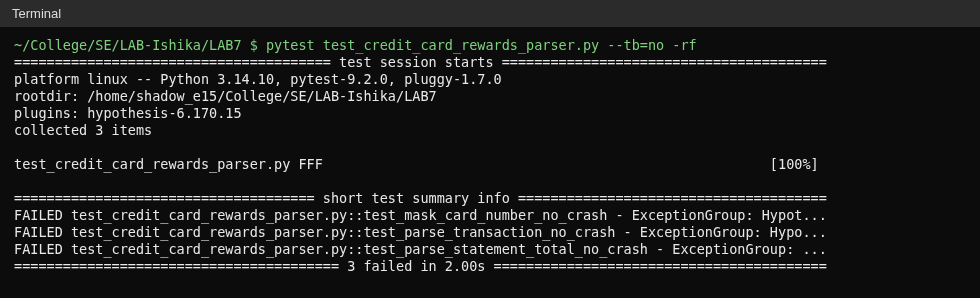 Terminal
~/College/SE/LAB-Ishika/LAB7 $ pytest test_credit_card_rewards_parser.py --tb=no -rf
======================================= test session starts ========================================
platform linux -- Python 3.14.10, pytest-9.2.0, pluggy-1.7.0
rootdir: /home/shadow_e15/College/SE/LAB-Ishika/LAB7
plugins: hypothesis-6.170.15
collected 3 items
test_credit_card_rewards_parser.py FFF [100%]
===================================== short test summary info ======================================
FAILED test_credit_card_rewards_parser.py::test_mask_card_number_no_crash - ExceptionGroup: Hypot...
FAILED test_credit_card_rewards_parser.py::test_parse_transaction_no_crash - ExceptionGroup: Hypo...
FAILED test_credit_card_rewards_parser.py::test_parse_statement_total_no_crash - ExceptionGroup: ...
======================================== 3 failed in 2.00s =========================================